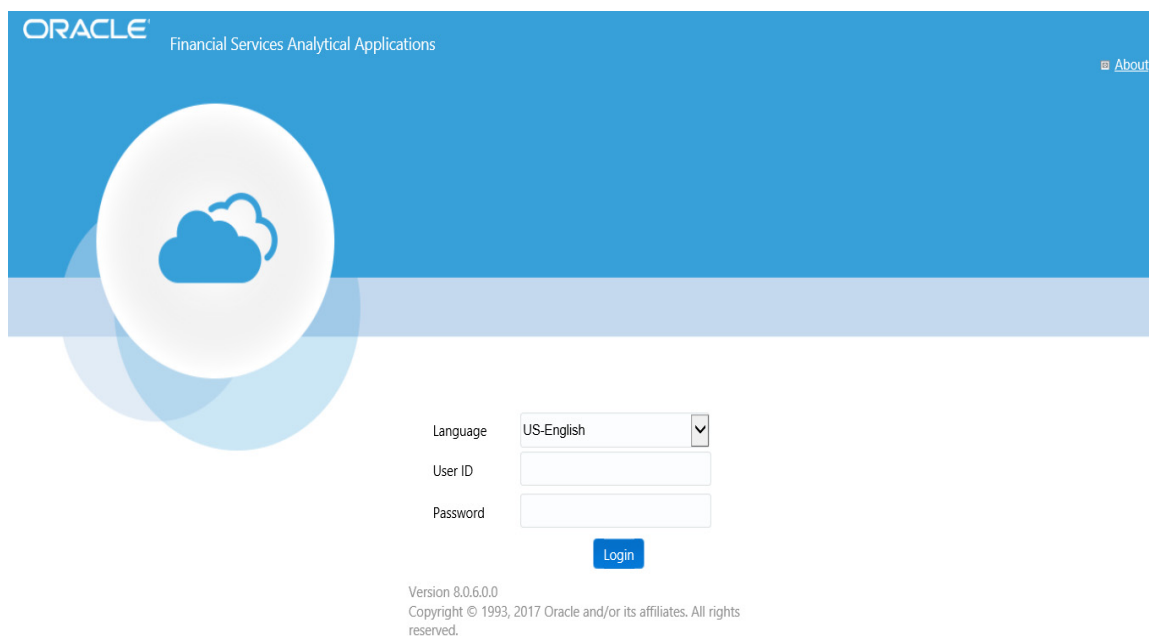 ORACLE
Financial Services Analytical Applications
About
Language
US-English
User ID
Password
Login
Version 8.0.6.0.0
Copyright © 1993, 2017 Oracle and/or its affiliates. All rights
reserved.